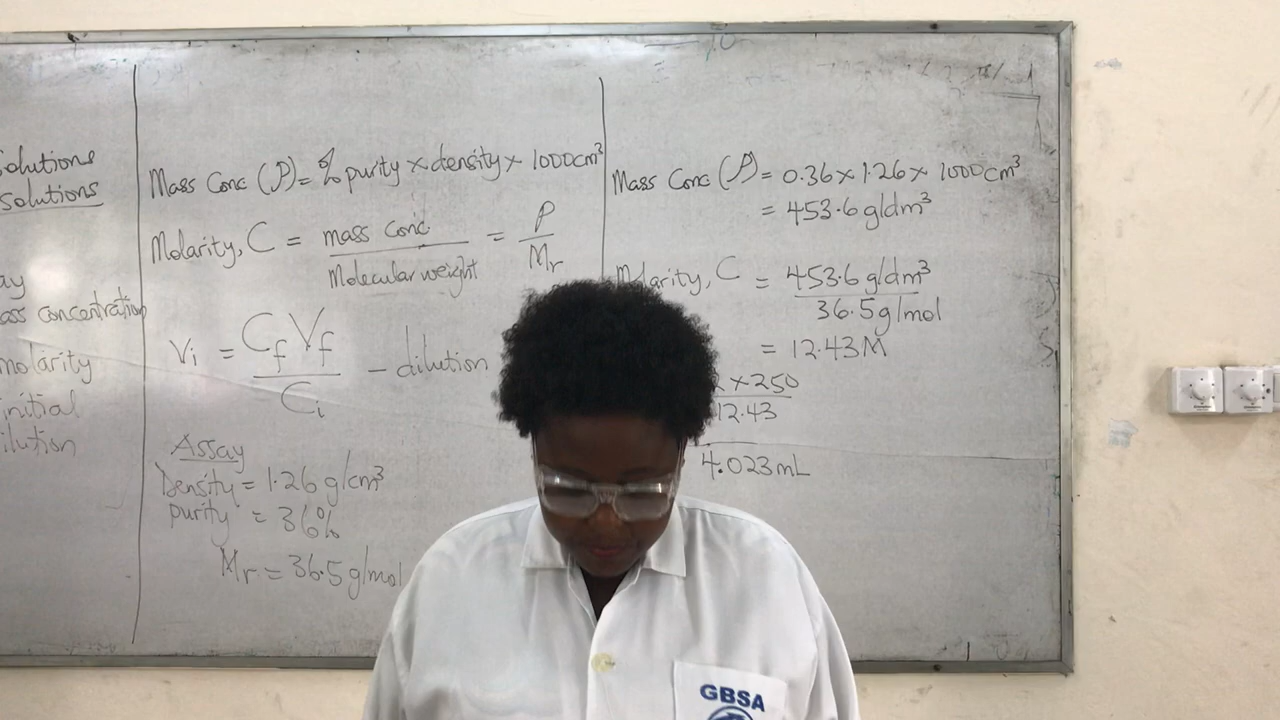 solutions
solutions
ay
ass concentration
molarity
initial
ilution
Mass Conc (ρ) = % purity × density × 1000cm³
Molarity, C = mass conc / Molecular weight = ρ / Mr
Vi = Cf Vf / Ci – dilution
Assay
Density = 1.26 g/cm³
purity = 36%
Mr = 36.5 g/mol
Mass Conc (ρ) = 0.36 × 1.26 × 1000cm³
= 453.6 g/dm³
Molarity, C = 453.6 g/dm³ / 36.5 g/mol
= 12.43 M
× 250
12.43
4.023 mL
GBSA